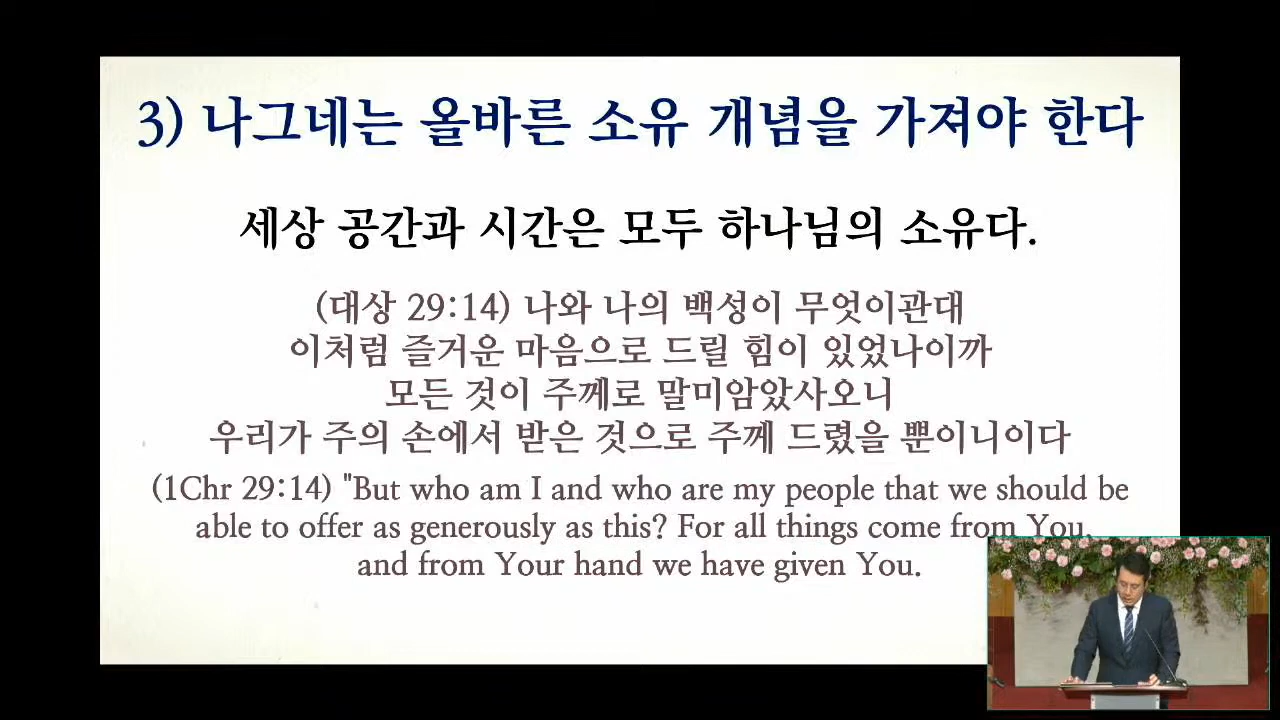 3) 나그네는 올바른 소유 개념을 가져야 한다
세상 공간과 시간은 모두 하나님의 소유다.
(대상 29:14) 나와 나의 백성이 무엇이관대
이처럼 즐거운 마음으로 드릴 힘이 있었나이까
모든 것이 주께로 말미암았사오니
우리가 주의 손에서 받은 것으로 주께 드렸을 뿐이니이다
(1Chr 29:14) "But who am I and who are my people that we should be
able to offer as generously as this? For all things come from You,
and from Your hand we have given You.